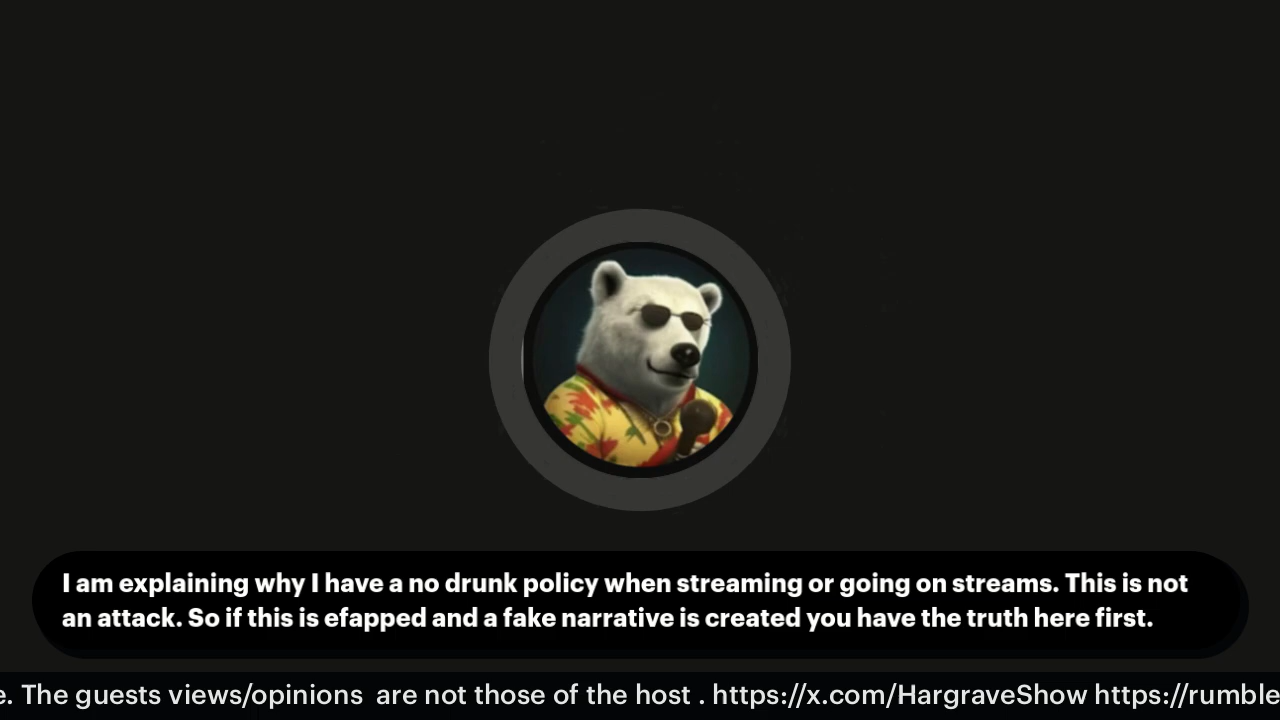 I am explaining why I have a no drunk policy when streaming or going on streams. This is not
an attack. So if this is efapped and a fake narrative is created you have the truth here first.
e. The guests views/opinions  are not those of the host . https://x.com/HargraveShow https://rumble